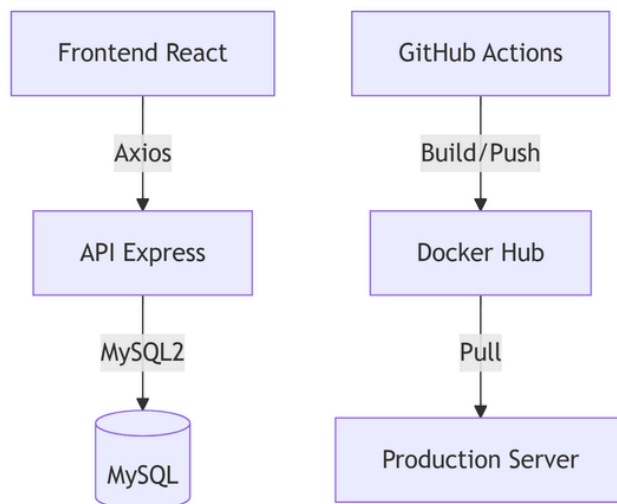 Frontend React
GitHub Actions
Axios
Build/Push
API Express
Docker Hub
MySQL2
Pull
MySQL
Production Server